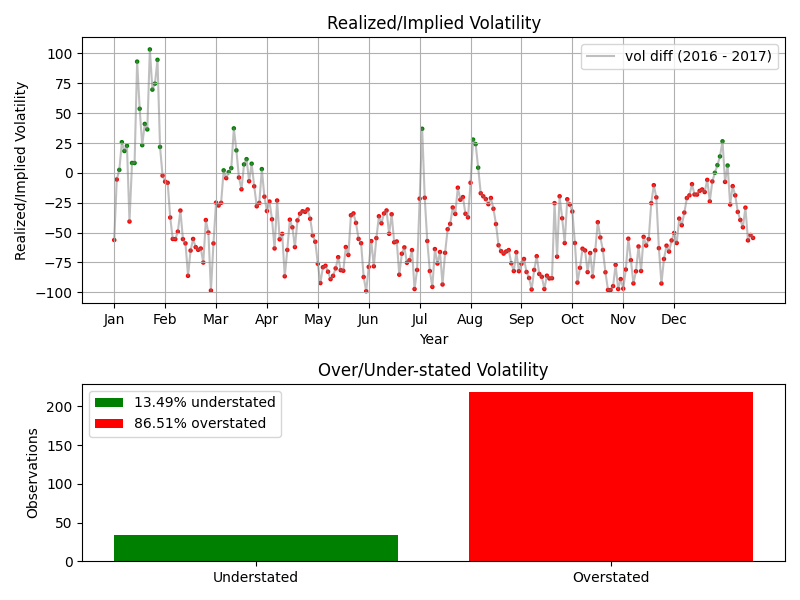 Realized/Implied Volatility
Realized/Implied Volatility
100
75
50
25
0
−25
−50
−75
−100
vol diff (2016 - 2017)
Jan Feb Mar Apr May Jun Jul Aug Sep Oct Nov Dec
Year
Over/Under-stated Volatility
Observations
200
150
100
50
0
13.49% understated
86.51% overstated
Understated Overstated